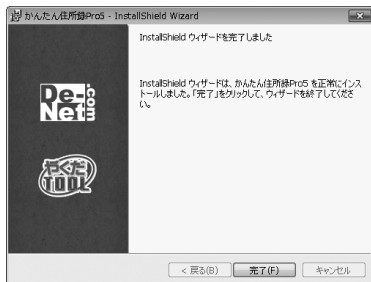 かんたん住所録Pro5 - InstallShield Wizard
InstallShield ウィザードを完了しました
InstallShield ウィザードは、かんたん住所録Pro5 を正常にインス
トールしました。「完了」をクリックして、ウィザードを終了してくださ
い。
De-
Net.com
やくだ
TOOL
< 戻る(B)
完了(F)
キャンセル